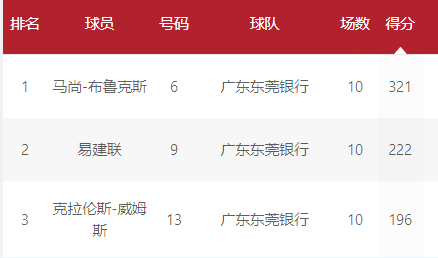 排名 球员 号码 球队 场数 得分
1 马尚-布鲁克斯 6 广东东莞银行 10 321
2 易建联 9 广东东莞银行 10 222
3 克拉伦斯-威姆斯 13 广东东莞银行 10 196